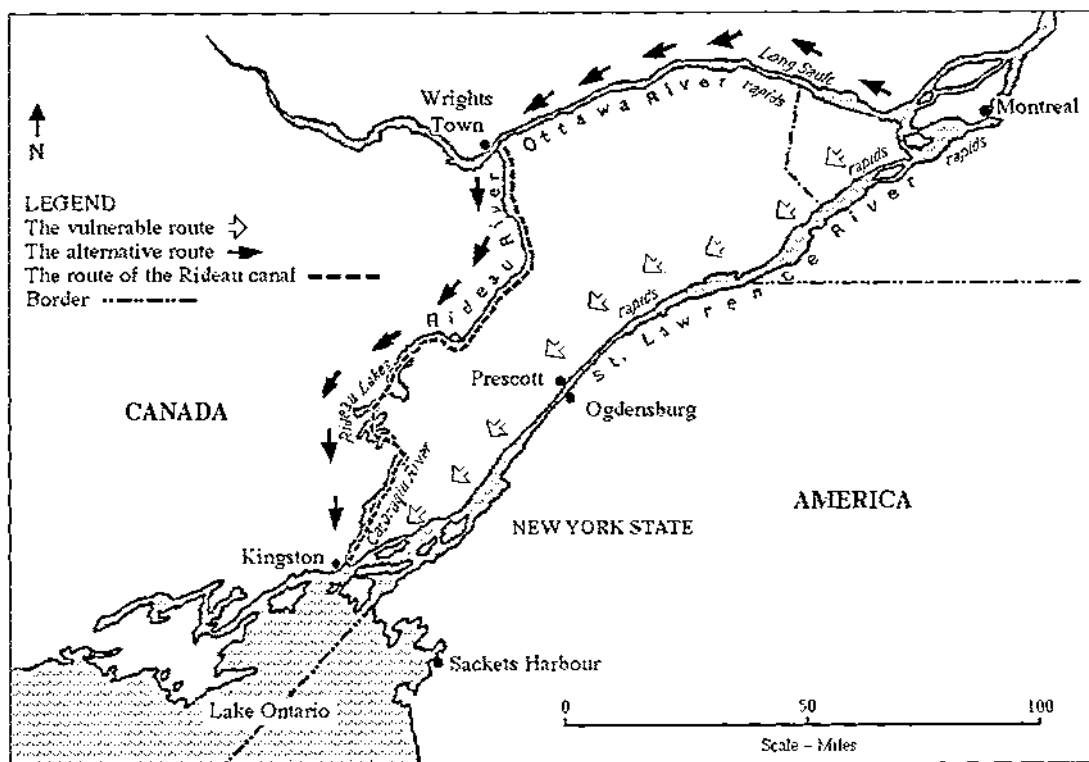 Long Sault
rapids
Ottawa River
Wrights
Town
Montreal
rapids
rapids
N
LEGEND
The vulnerable route
The alternative route
The route of the Rideau canal
Border
Rideau River
St. Lawrence River
rapids
Prescott
Ogdensburg
Rideau Lakes
CANADA
AMERICA
Cataraqui River
NEW YORK STATE
Kingston
Sackets Harbour
Lake Ontario
0 50 100
Scale – Miles